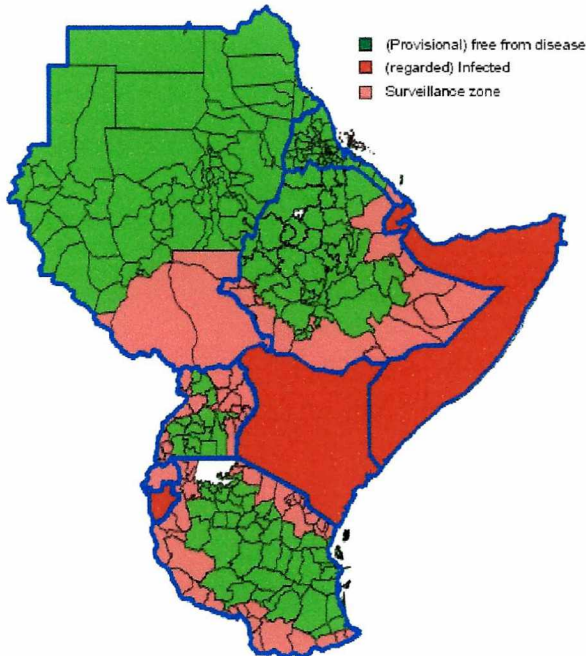 (Provisional) free from disease
(regarded) Infected
Surveillance zone